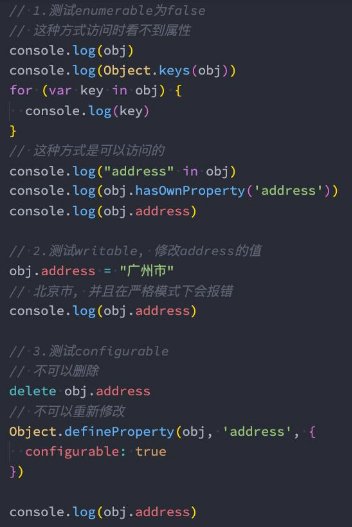 // 1.测试enumerable为false
// 这种方式访问时看不到属性
console.log(obj)
console.log(Object.keys(obj))
for (var key in obj) {
  console.log(key)
}
// 这种方式是可以访问的
console.log("address" in obj)
console.log(obj.hasOwnProperty('address'))
console.log(obj.address)

// 2.测试writable, 修改address的值
obj.address = "广州市"
// 北京市, 并且在严格模式下会报错
console.log(obj.address)

// 3.测试configurable
// 不可以删除
delete obj.address
// 不可以重新修改
Object.defineProperty(obj, 'address', {
  configurable: true
})

console.log(obj.address)